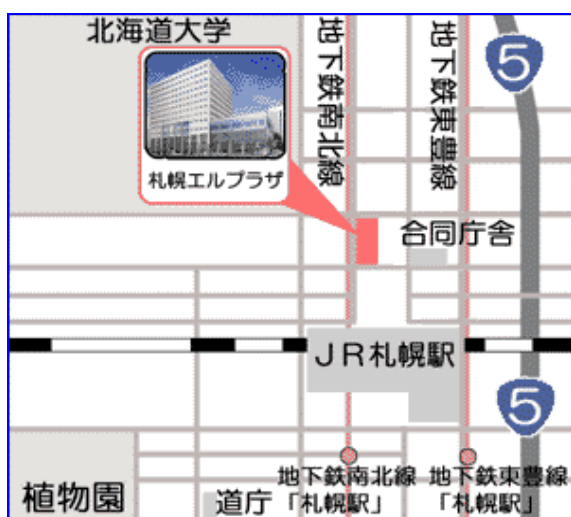 北海道大学
地下鉄南北線
地下鉄東豊線
5
札幌エルプラザ
合同庁舎
JR札幌駅
5
地下鉄南北線
「札幌駅」
地下鉄東豊線
「札幌駅」
植物園
道庁